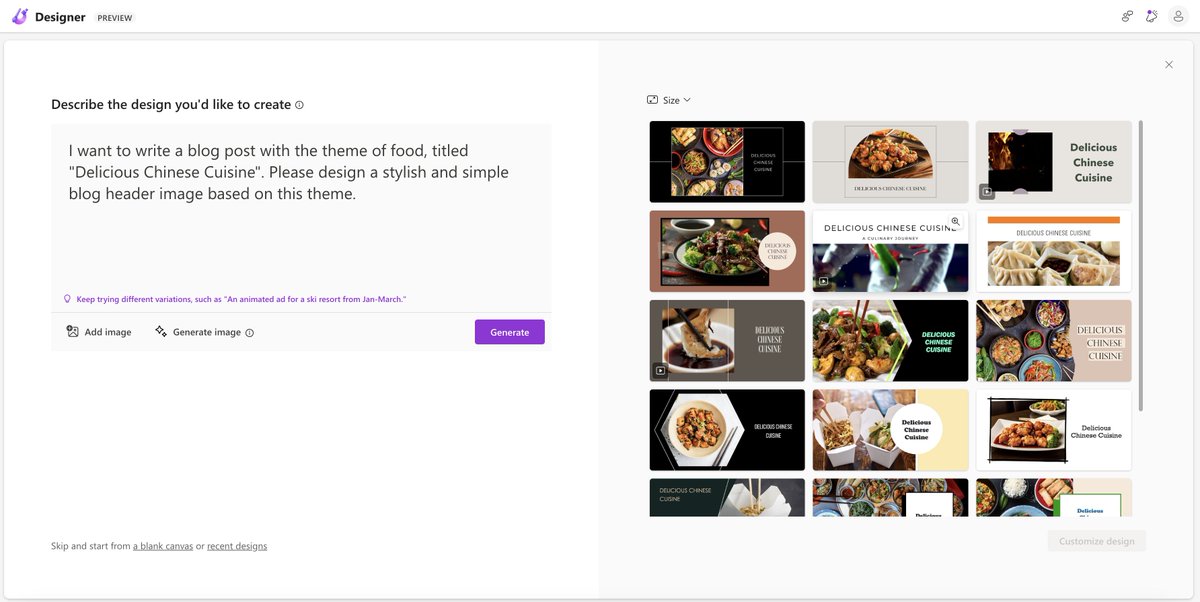 Designer PREVIEW
Describe the design you'd like to create
I want to write a blog post with the theme of food, titled
"Delicious Chinese Cuisine". Please design a stylish and simple
blog header image based on this theme.
Keep trying different variations, such as "An animated ad for a ski resort from Jan-March."
Add image
Generate image
Generate
Skip and start from a blank canvas or recent designs
Size
DELICIOUS
CHINESE
CUISINE
DELICIOUS CHINESE CUISINE
Delicious
Chinese
Cuisine
DELICIOUS
CHINESE
CUISINE
DELICIOUS CHINESE CUISINE
A CULINARY JOURNEY
DELICIOUS CHINESE CUISINE
DELICIOUS
CHINESE
CUISINE
DELICIOUS
CHINESE
CUISINE
DELICIOUS
CHINESE
CUISINE
DELICIOUS CHINESE
CUISINE
Delicious
Chinese
Cuisine
Delicious
Chinese Cuisine
DELICIOUS CHINESE
CUISINE
Delicious
Delicious
Customize design